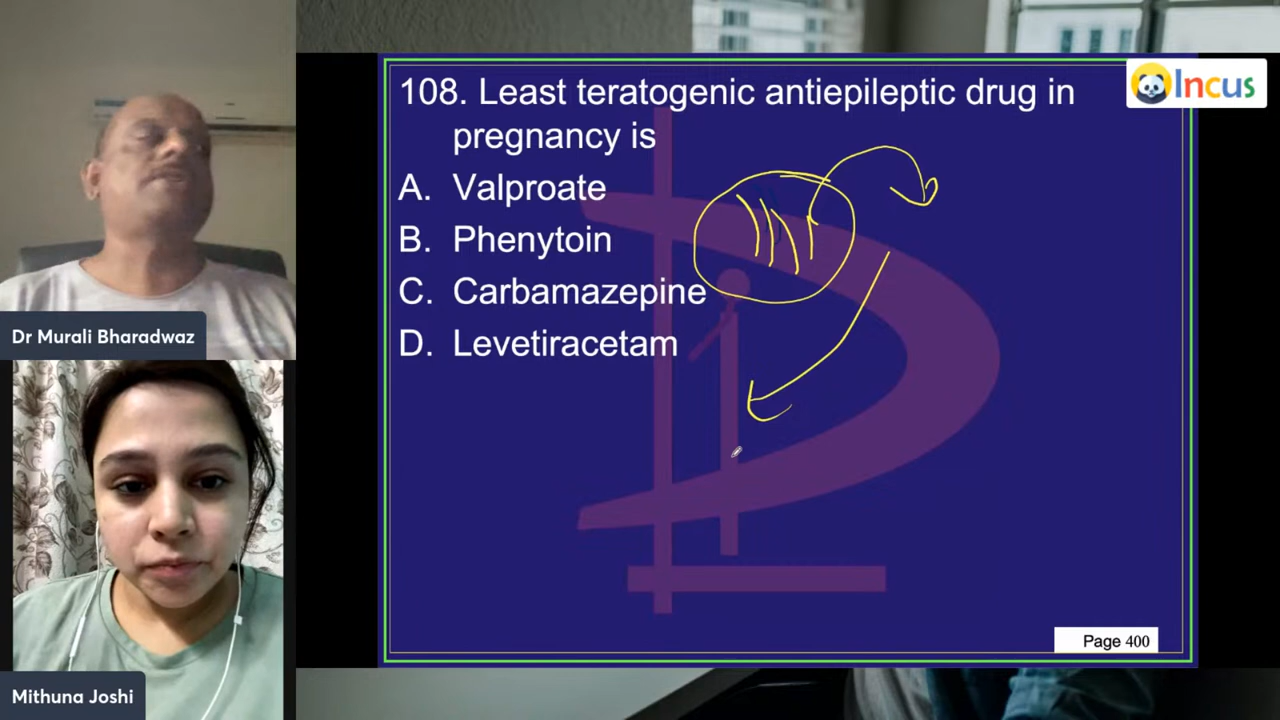 Incus
108. Least teratogenic antiepileptic drug in
pregnancy is
A. Valproate
B. Phenytoin
C. Carbamazepine
D. Levetiracetam
Dr Murali Bharadwaz
Page 400
Mithuna Joshi